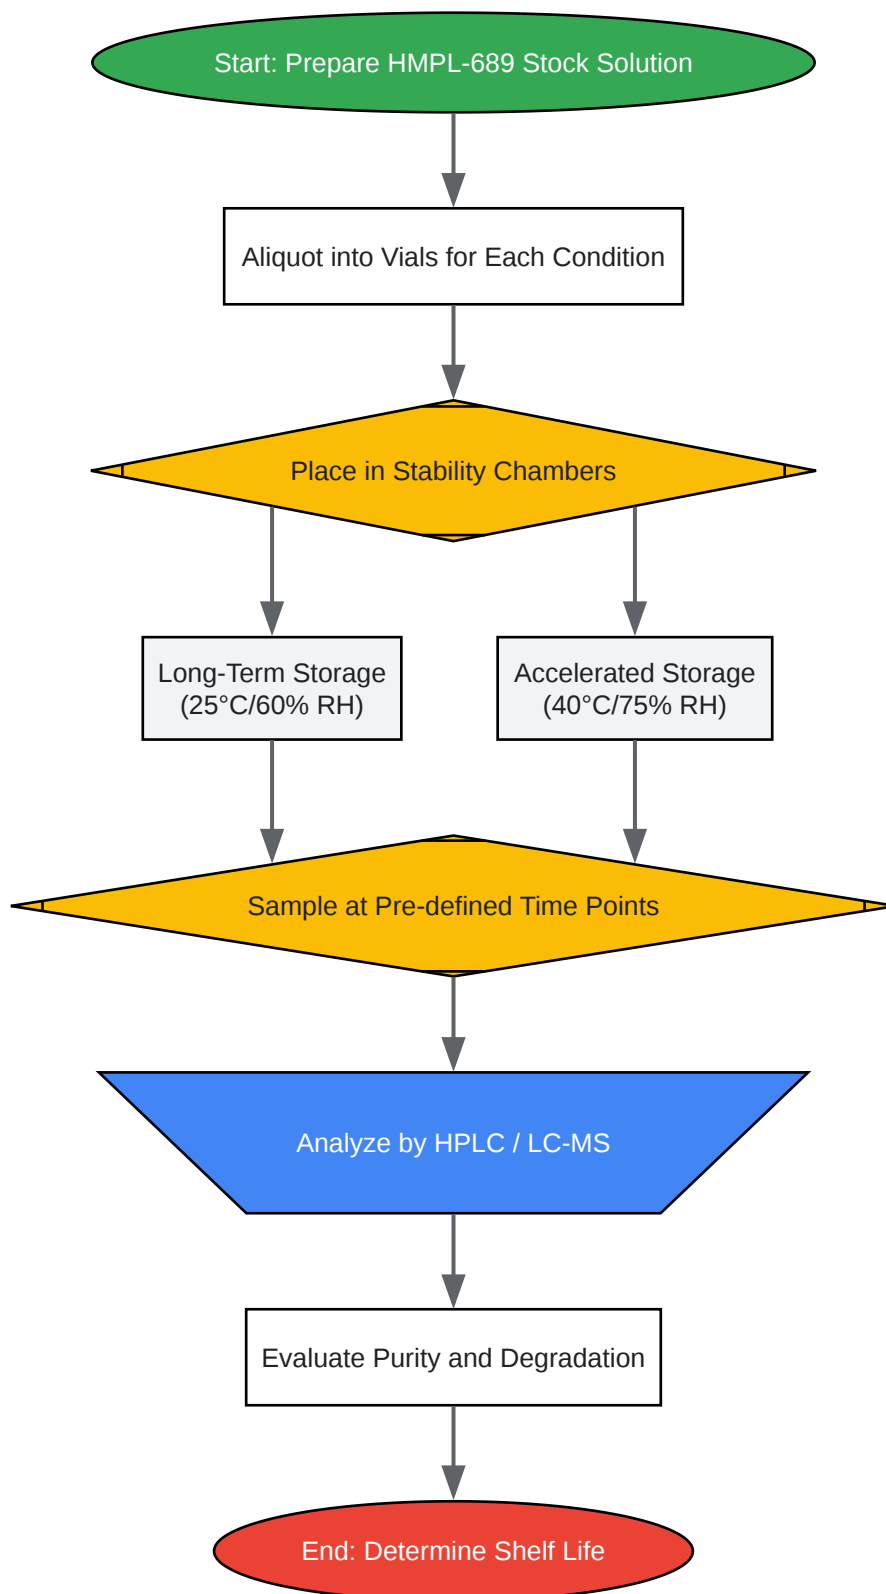 Start: Prepare HMPL-689 Stock Solution
Aliquot into Vials for Each Condition
Place in Stability Chambers
Long-Term Storage
(25°C/60% RH)
Accelerated Storage
(40°C/75% RH)
Sample at Pre-defined Time Points
Analyze by HPLC / LC-MS
Evaluate Purity and Degradation
End: Determine Shelf Life